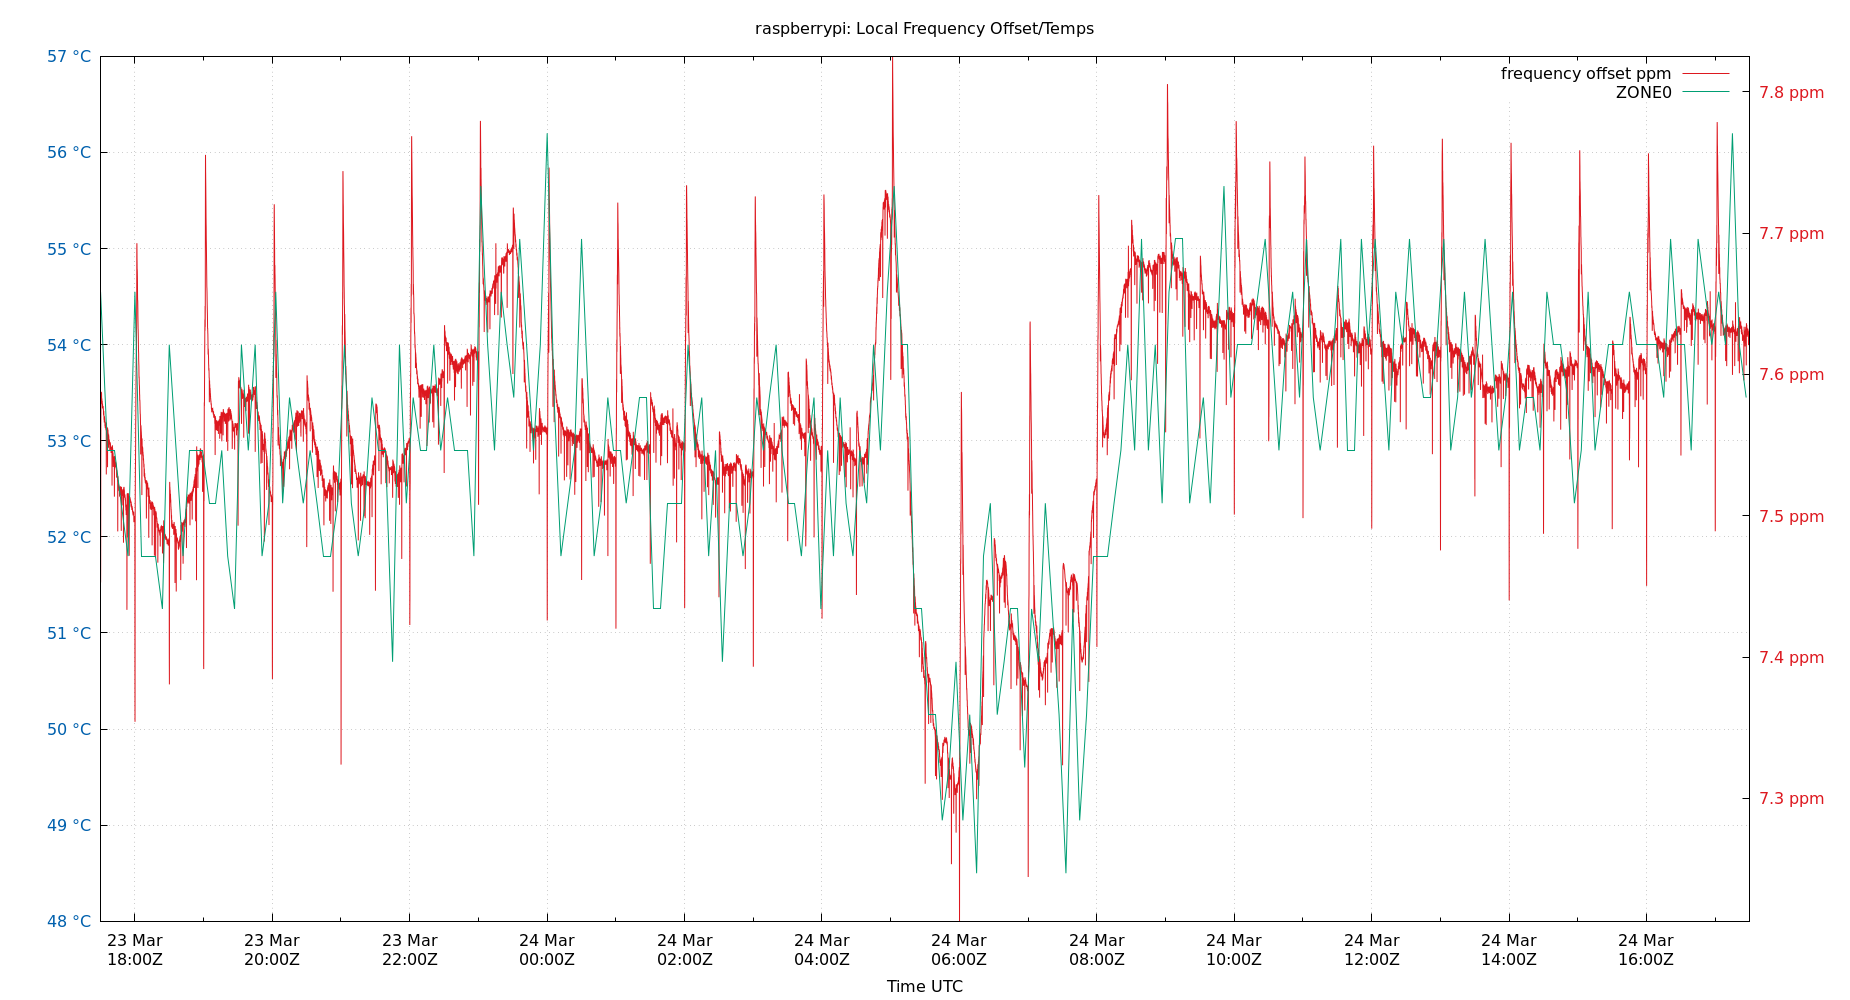 raspberrypi: Local Frequency Offset/Temps
frequency offset ppm
ZONE0
57 °C
56 °C
55 °C
54 °C
53 °C
52 °C
51 °C
50 °C
49 °C
48 °C
7.8 ppm
7.7 ppm
7.6 ppm
7.5 ppm
7.4 ppm
7.3 ppm
23 Mar
18:00Z
23 Mar
20:00Z
23 Mar
22:00Z
24 Mar
00:00Z
24 Mar
02:00Z
24 Mar
04:00Z
24 Mar
06:00Z
24 Mar
08:00Z
24 Mar
10:00Z
24 Mar
12:00Z
24 Mar
14:00Z
24 Mar
16:00Z
Time UTC